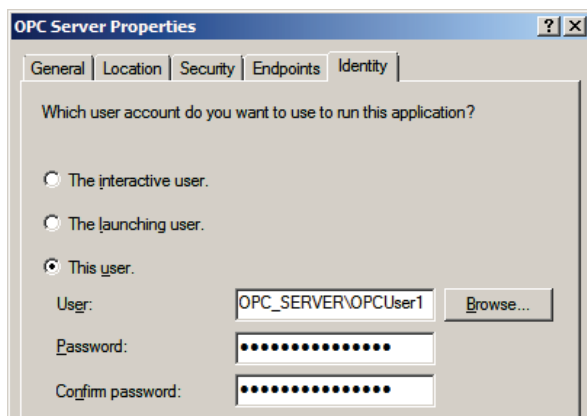 OPC Server Properties
General Location Security Endpoints Identity
Which user account do you want to use to run this application?
The interactive user.
The launching user.
This user.
User: OPC_SERVER\OPCUser1 Browse...
Password: ●●●●●●●●●●●●●●●
Confirm password: ●●●●●●●●●●●●●●●